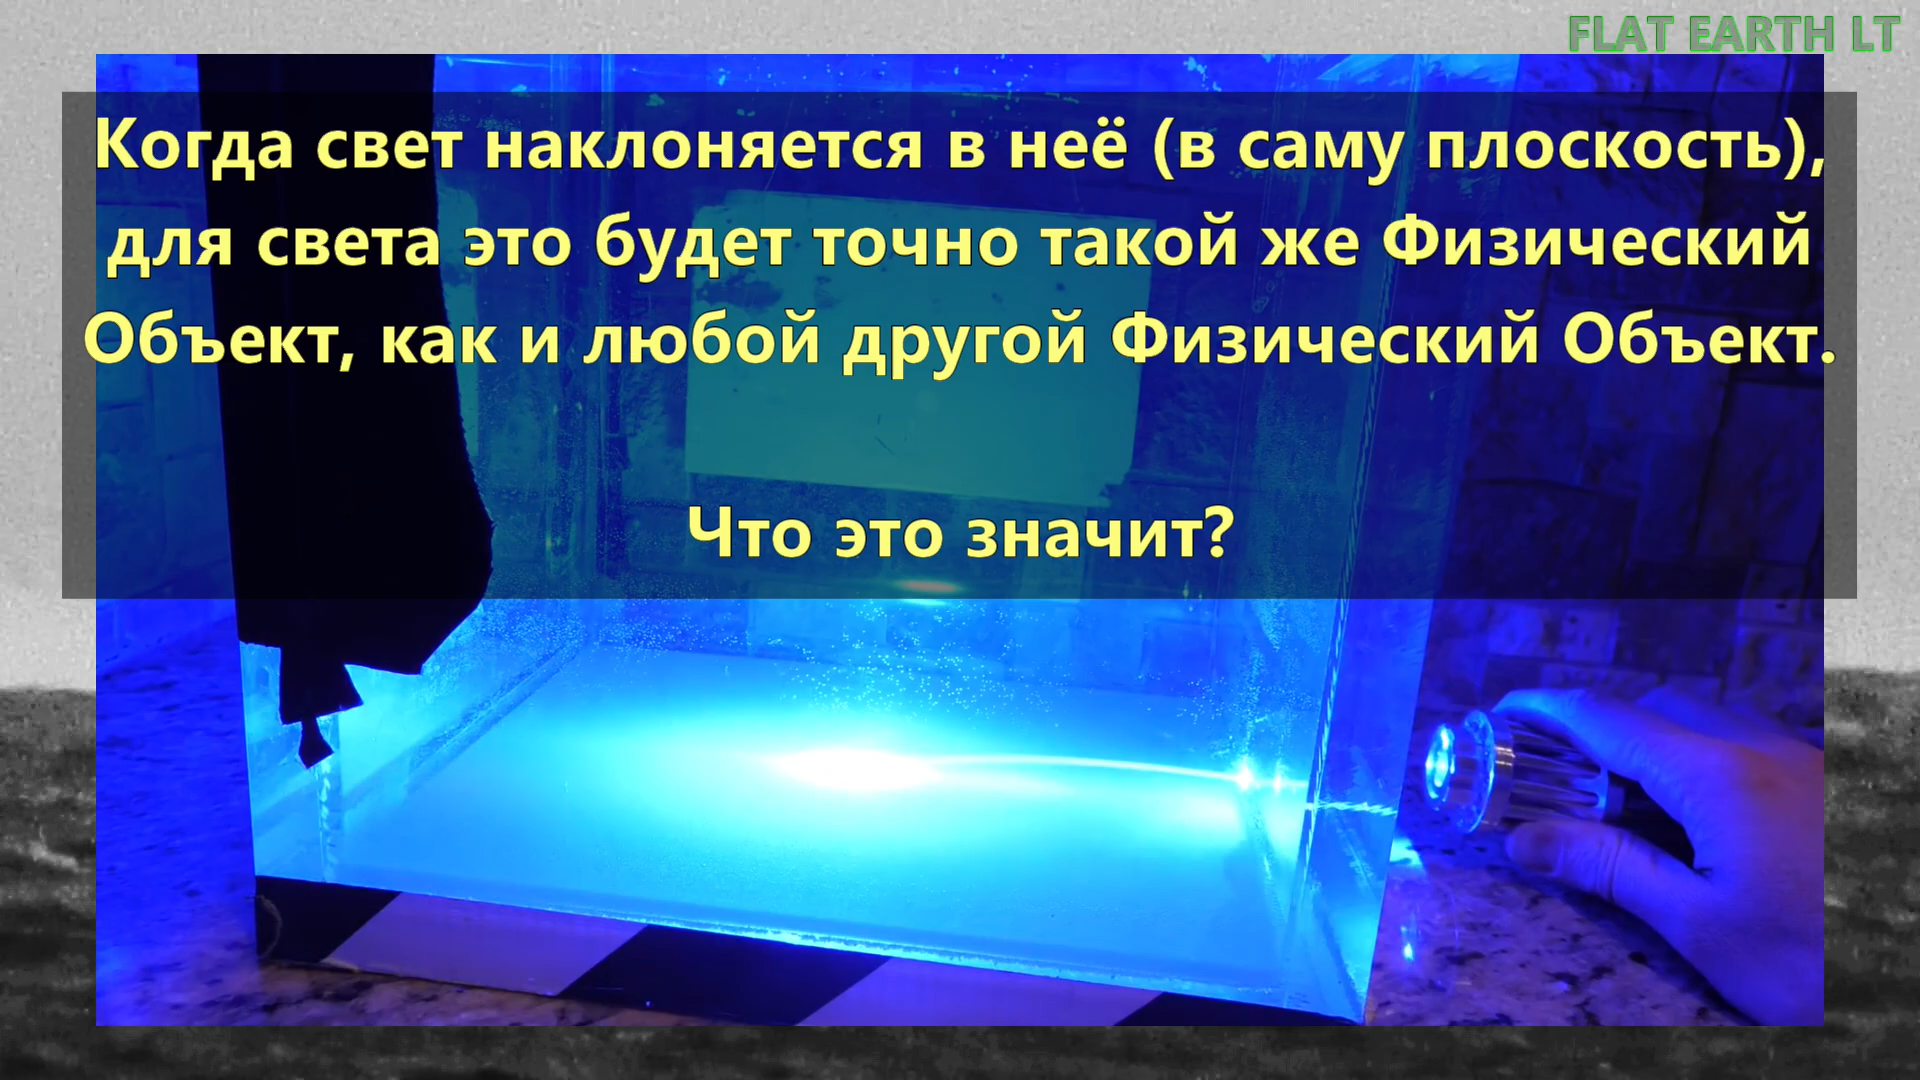 FLAT EARTH LT
Когда свет наклоняется в неё (в саму плоскость),
для света это будет точно такой же Физический
Объект, как и любой другой Физический Объект.
Что это значит?